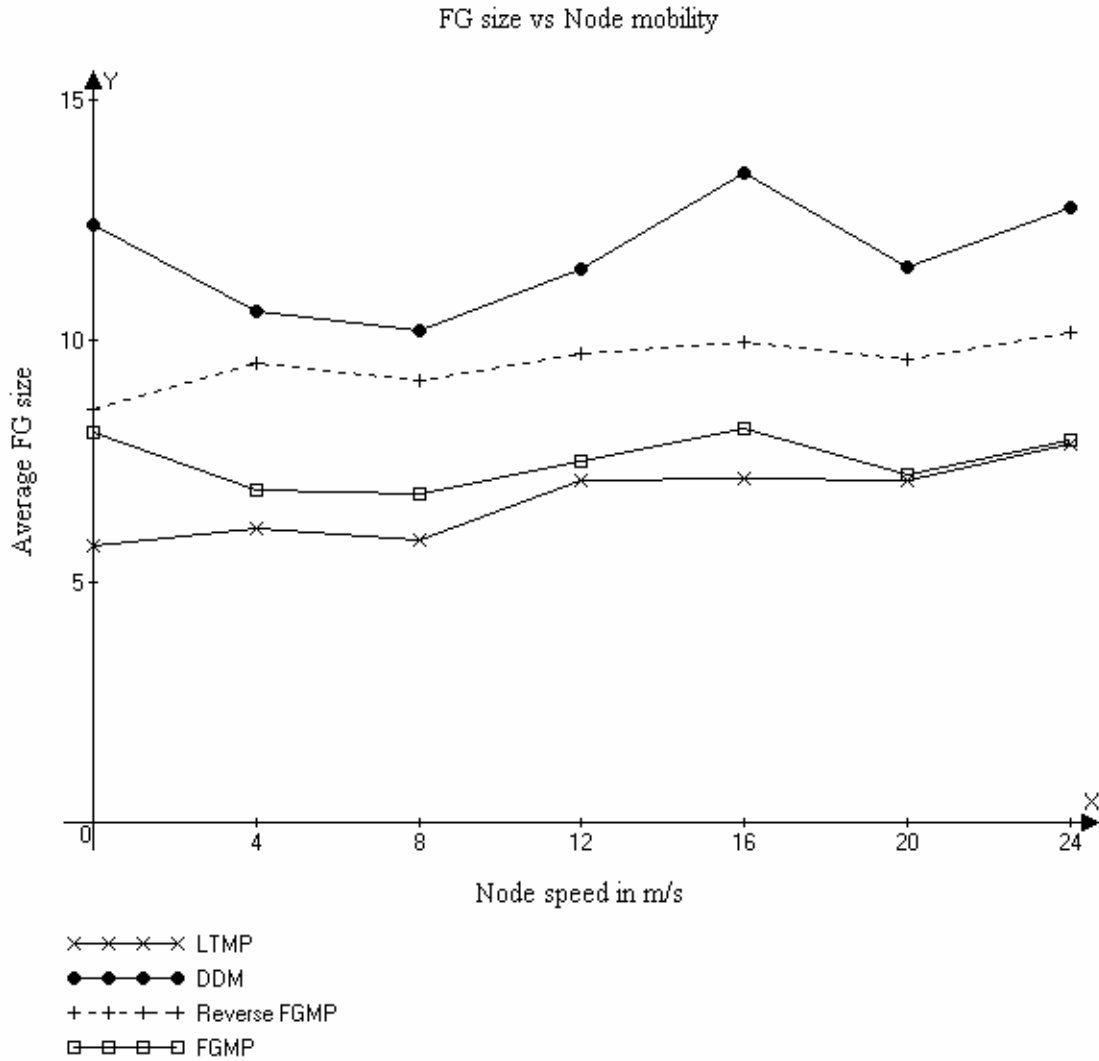 FG size vs Node mobility
Y
15
10
Average FG size
5
0
X
4 8 12 16 20 24
Node speed in m/s
LTMP
DDM
Reverse FGMP
FGMP